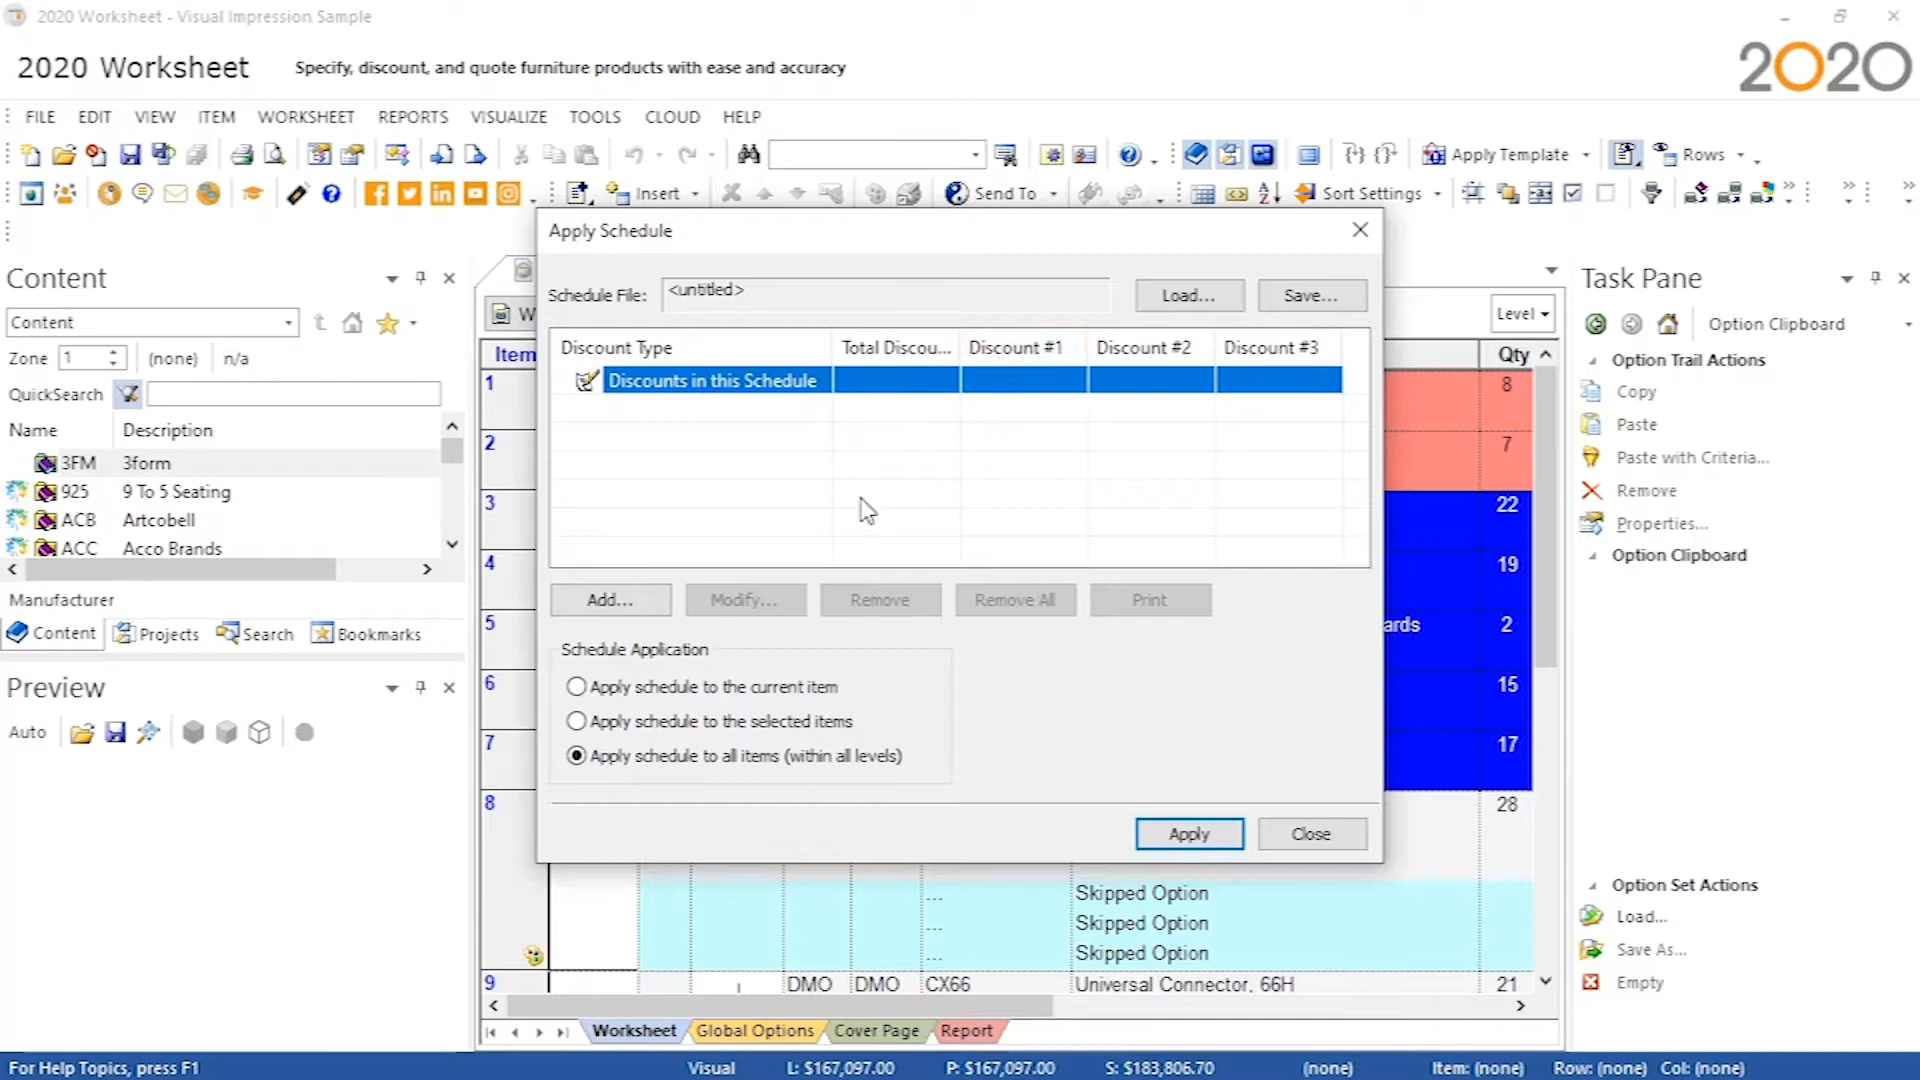 2020 Worksheet - Visual Impression Sample
2020 Worksheet
Specify, discount, and quote furniture products with ease and accuracy
2020
FILE EDIT VIEW ITEM WORKSHEET REPORTS VISUALIZE TOOLS CLOUD HELP
Apply Template
Rows
Insert
Send To
Sort Settings
Content
Content
Zone 1 (none) n/a
QuickSearch
Name Description
3FM 3form
925 9 To 5 Seating
ACB Artcobell
ACC Acco Brands
Manufacturer
Content Projects Search Bookmarks
Preview
Auto
Apply Schedule
Schedule File: <untitled> Load... Save...
Discount Type Total Discou... Discount #1 Discount #2 Discount #3
Discounts in this Schedule
Add... Modify... Remove Remove All Print
Schedule Application
Apply schedule to the current item
Apply schedule to the selected items
Apply schedule to all items (within all levels)
Apply Close
W
Level
Item Qty
1 8
2 7
3 22
4 19
5 ards 2
6 15
7 17
8 28
... Skipped Option
... Skipped Option
... Skipped Option
9 DMO DMO CX66 Universal Connector, 66H 21
Worksheet Global Options Cover Page Report
Task Pane
Option Clipboard
Option Trail Actions
Copy
Paste
Paste with Criteria...
Remove
Properties...
Option Clipboard
Option Set Actions
Load...
Save As...
Empty
For Help Topics, press F1 Visual L: $167,097.00 P: $167,097.00 S: $183,806.70 (none) Item: (none) Row: (none) Col: (none)